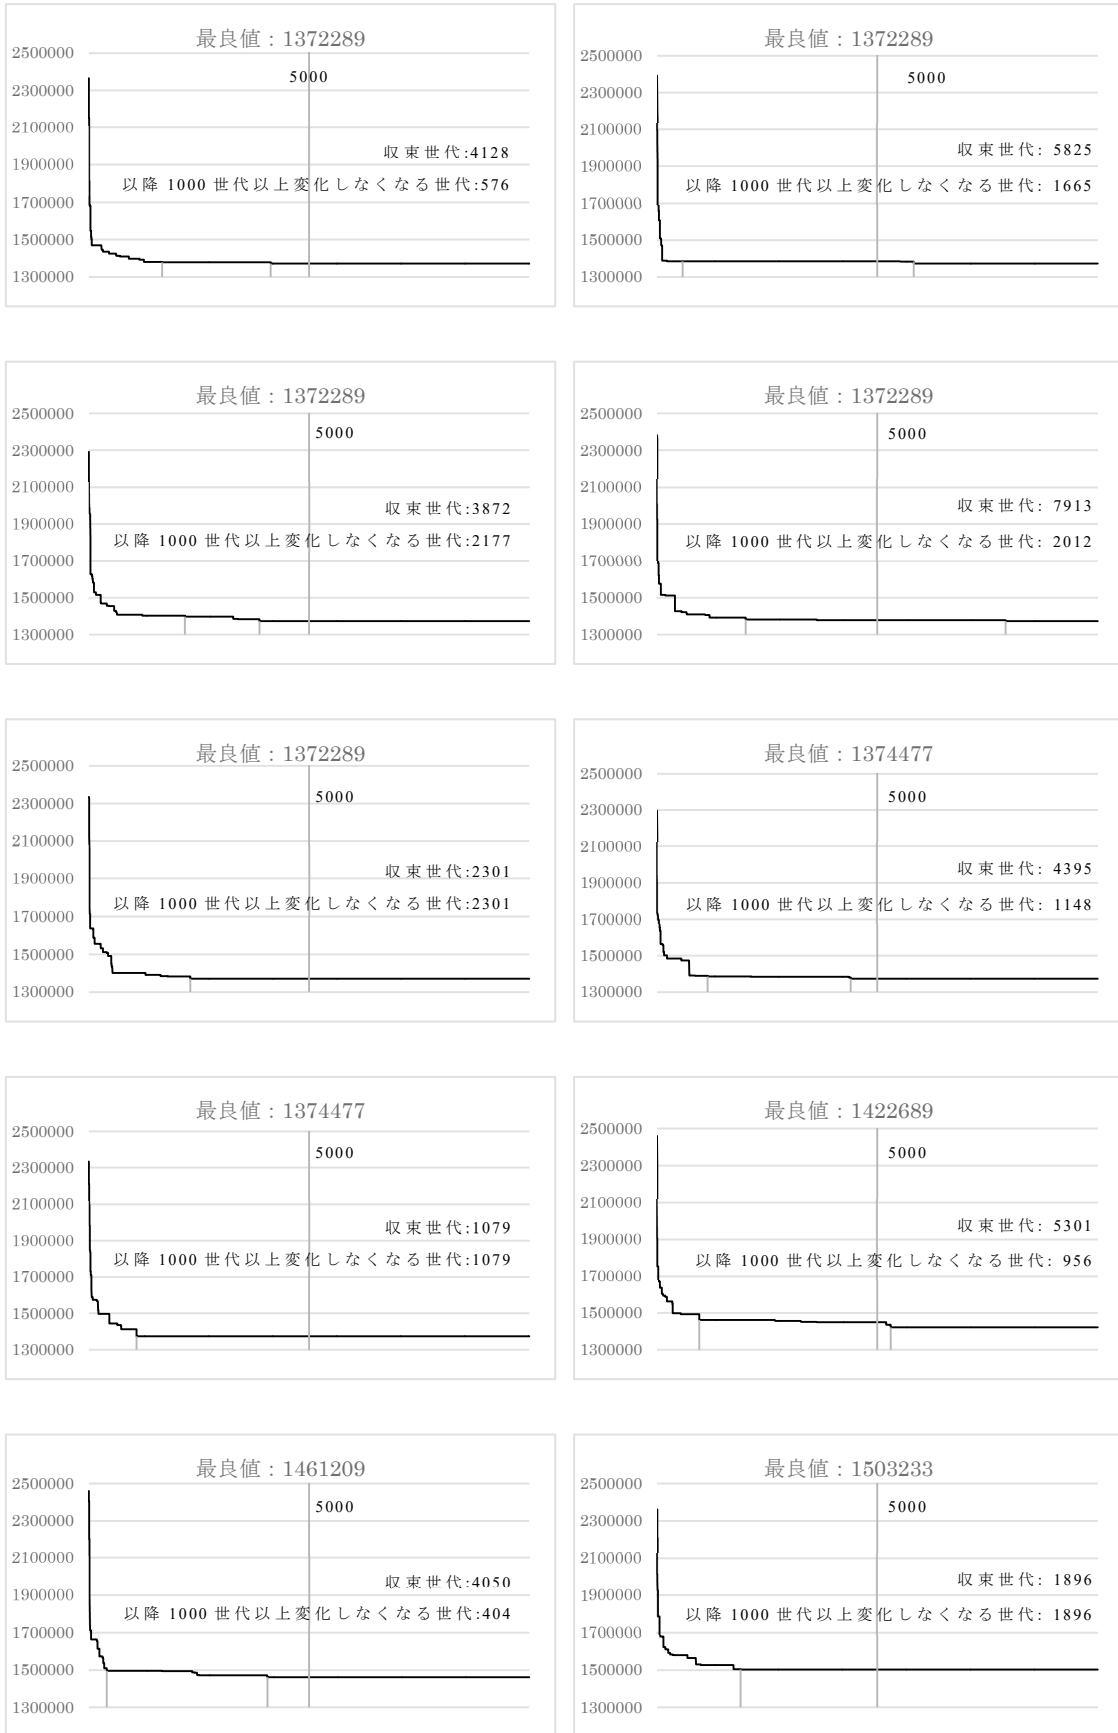 最良値 : 1372289
2500000
2300000
2100000
1900000
1700000
1500000
1300000
5000
収束世代:4128
以降 1000 世代以上変化しなくなる世代:576
最良値 : 1372289
2500000
2300000
2100000
1900000
1700000
1500000
1300000
5000
収束世代: 5825
以降 1000 世代以上変化しなくなる世代: 1665
最良値 : 1372289
2500000
2300000
2100000
1900000
1700000
1500000
1300000
5000
収束世代:3872
以降 1000 世代以上変化しなくなる世代:2177
最良値 : 1372289
2500000
2300000
2100000
1900000
1700000
1500000
1300000
5000
収束世代: 7913
以降 1000 世代以上変化しなくなる世代: 2012
最良値 : 1372289
2500000
2300000
2100000
1900000
1700000
1500000
1300000
5000
収束世代:2301
以降 1000 世代以上変化しなくなる世代:2301
最良値 : 1374477
2500000
2300000
2100000
1900000
1700000
1500000
1300000
5000
収束世代: 4395
以降 1000 世代以上変化しなくなる世代: 1148
最良値 : 1374477
2500000
2300000
2100000
1900000
1700000
1500000
1300000
5000
収束世代:1079
以降 1000 世代以上変化しなくなる世代:1079
最良値 : 1422689
2500000
2300000
2100000
1900000
1700000
1500000
1300000
5000
収束世代: 5301
以降 1000 世代以上変化しなくなる世代: 956
最良値 : 1461209
2500000
2300000
2100000
1900000
1700000
1500000
1300000
5000
収束世代:4050
以降 1000 世代以上変化しなくなる世代:404
最良値 : 1503233
2500000
2300000
2100000
1900000
1700000
1500000
1300000
5000
収束世代: 1896
以降 1000 世代以上変化しなくなる世代: 1896